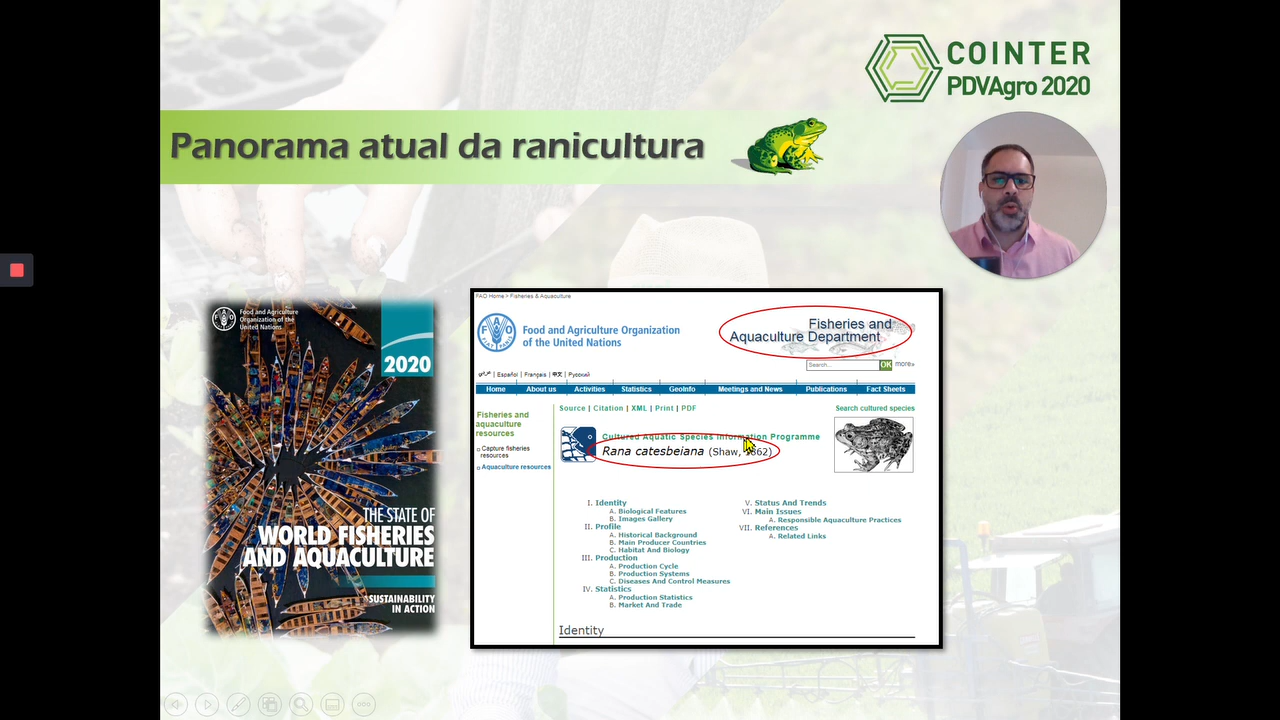 COINTER
PDVAgro 2020
Panorama atual da ranicultura
Food and Agriculture
Organization of the
United Nations
2020
THE STATE OF
WORLD FISHERIES
AND AQUACULTURE
SUSTAINABILITY
IN ACTION
FAO Home > Fisheries & Aquaculture
Food and Agriculture Organization
of the United Nations
Fisheries and
Aquaculture Department
Search...
OK
more»
عربي | Español | Français | 中文 | Русский
Home
About us
Activities
Statistics
GeoInfo
Meetings and News
Publications
Fact Sheets
Fisheries and
aquaculture
resources
Capture fisheries
resources
Aquaculture resources
Source | Citation | XML | Print | PDF
Search cultured species
Cultured Aquatic Species Information Programme
Rana catesbeiana (Shaw, 1862)
I. Identity
A. Biological Features
B. Images Gallery
II. Profile
A. Historical Background
B. Main Producer Countries
C. Habitat And Biology
III. Production
A. Production Cycle
B. Production Systems
C. Diseases And Control Measures
IV. Statistics
A. Production Statistics
B. Market And Trade
V. Status And Trends
VI. Main Issues
A. Responsible Aquaculture Practices
VII. References
A. Related Links
Identity